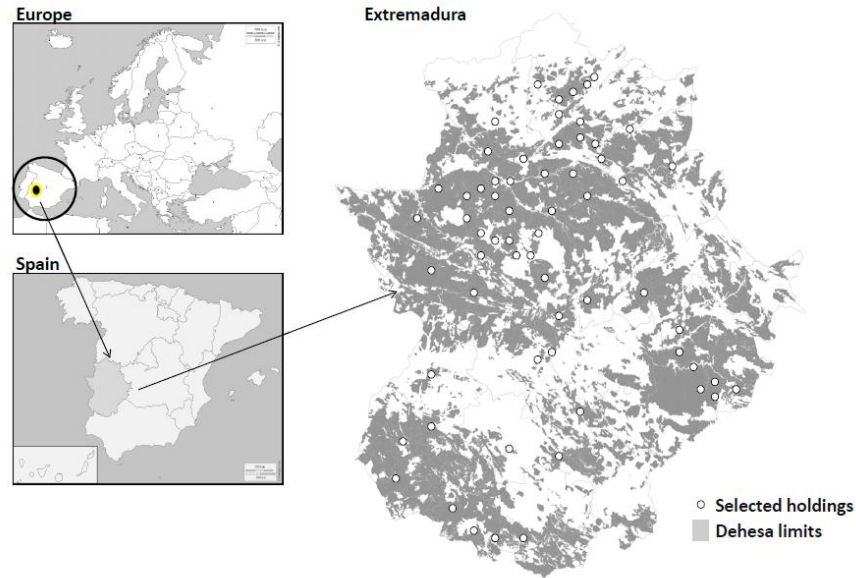 Europe
Extremadura
Spain
Selected holdings
Dehesa limits